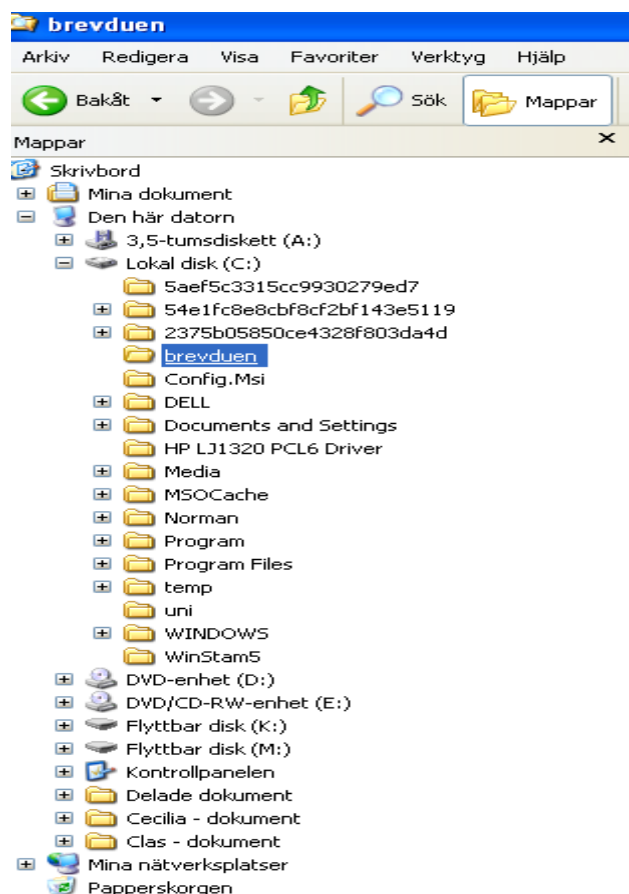 brevduen
Arkiv Redigera Visa Favoriter Verktyg Hjälp
Bakåt Sök Mappar
Mappar
Skrivbord
Mina dokument
Den här datorn
3,5-tumsdiskett (A:)
Lokal disk (C:)
5aef5c3315cc9930279ed7
54e1fc8e8cbf8cf2bf143e5119
2375b05850ce4328f803da4d
brevduen
Config.Msi
DELL
Documents and Settings
HP LJ1320 PCL6 Driver
Media
MSOCache
Norman
Program
Program Files
temp
uni
WINDOWS
WinStam5
DVD-enhet (D:)
DVD/CD-RW-enhet (E:)
Flyttbar disk (K:)
Flyttbar disk (M:)
Kontrollpanelen
Delade dokument
Cecilia - dokument
Clas - dokument
Mina nätverksplatser
Papperskorgen